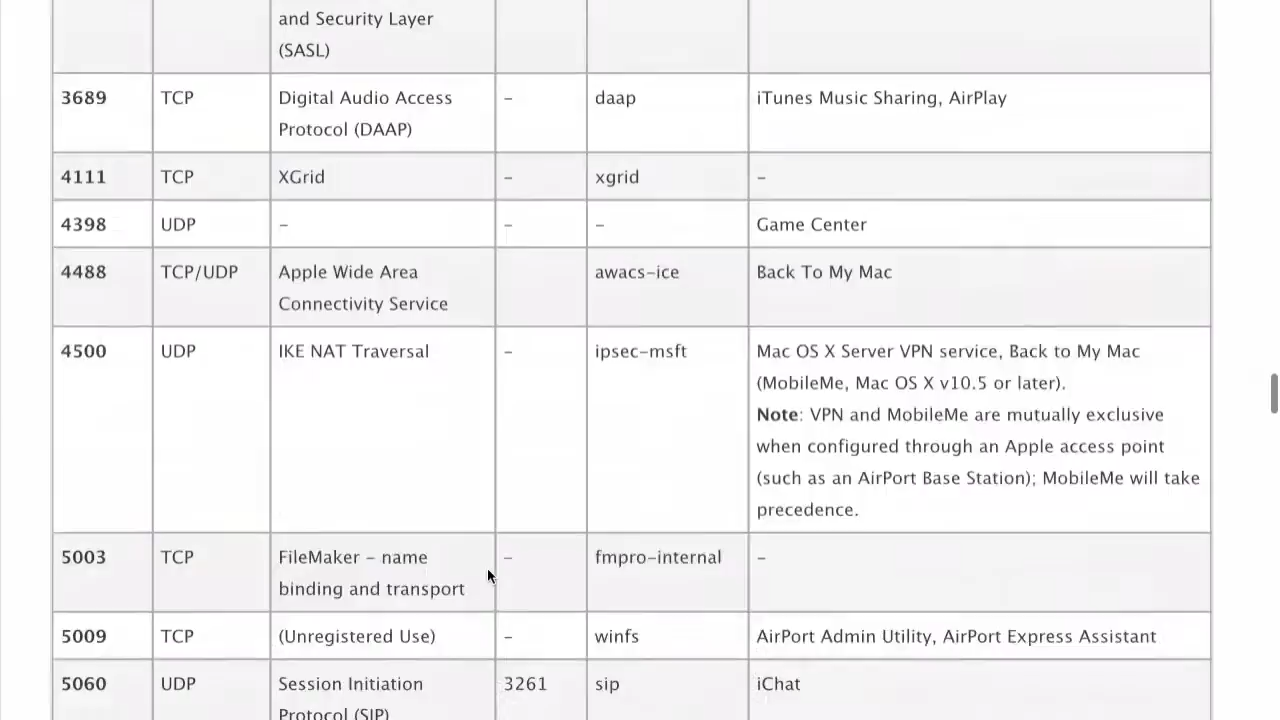 and Security Layer
(SASL)
3689 TCP Digital Audio Access – daap iTunes Music Sharing, AirPlay
Protocol (DAAP)
4111 TCP XGrid – xgrid –
4398 UDP – – – Game Center
4488 TCP/UDP Apple Wide Area awacs-ice Back To My Mac
Connectivity Service
4500 UDP IKE NAT Traversal – ipsec-msft Mac OS X Server VPN service, Back to My Mac
(MobileMe, Mac OS X v10.5 or later).
Note: VPN and MobileMe are mutually exclusive
when configured through an Apple access point
(such as an AirPort Base Station); MobileMe will take
precedence.
5003 TCP FileMaker – name – fmpro-internal –
binding and transport
5009 TCP (Unregistered Use) – winfs AirPort Admin Utility, AirPort Express Assistant
5060 UDP Session Initiation 3261 sip iChat
Protocol (SIP)